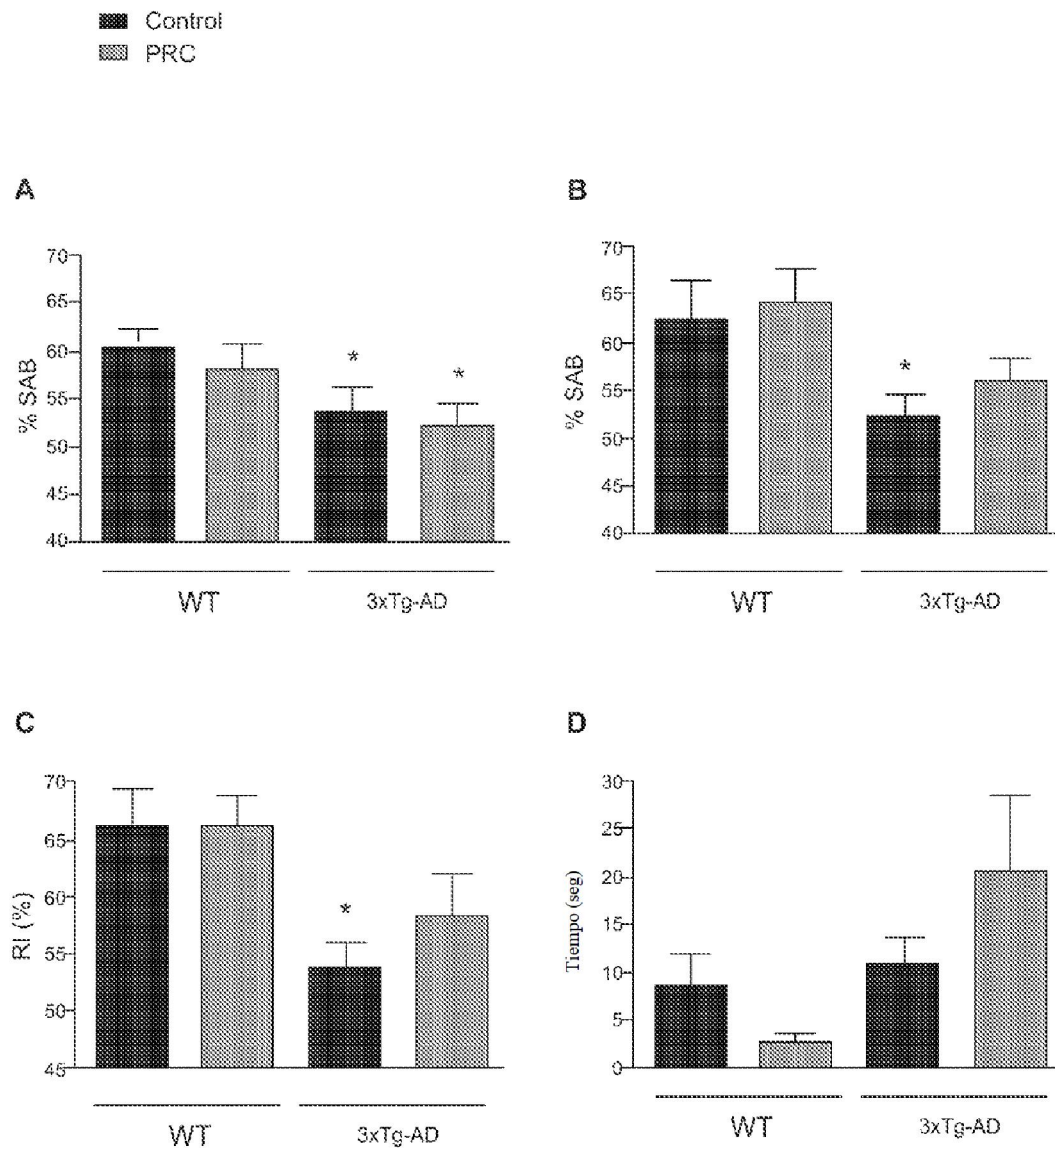 Control
PRC
A
% SAB
70
65
60
55
50
45
40
*
*
WT
3xTg-AD
B
% SAB
70
65
60
55
50
45
40
*
WT
3xTg-AD
C
RI (%)
70
65
60
55
50
45
*
WT
3xTg-AD
D
Tiempo (seg)
30
25
20
15
10
5
0
WT
3xTg-AD